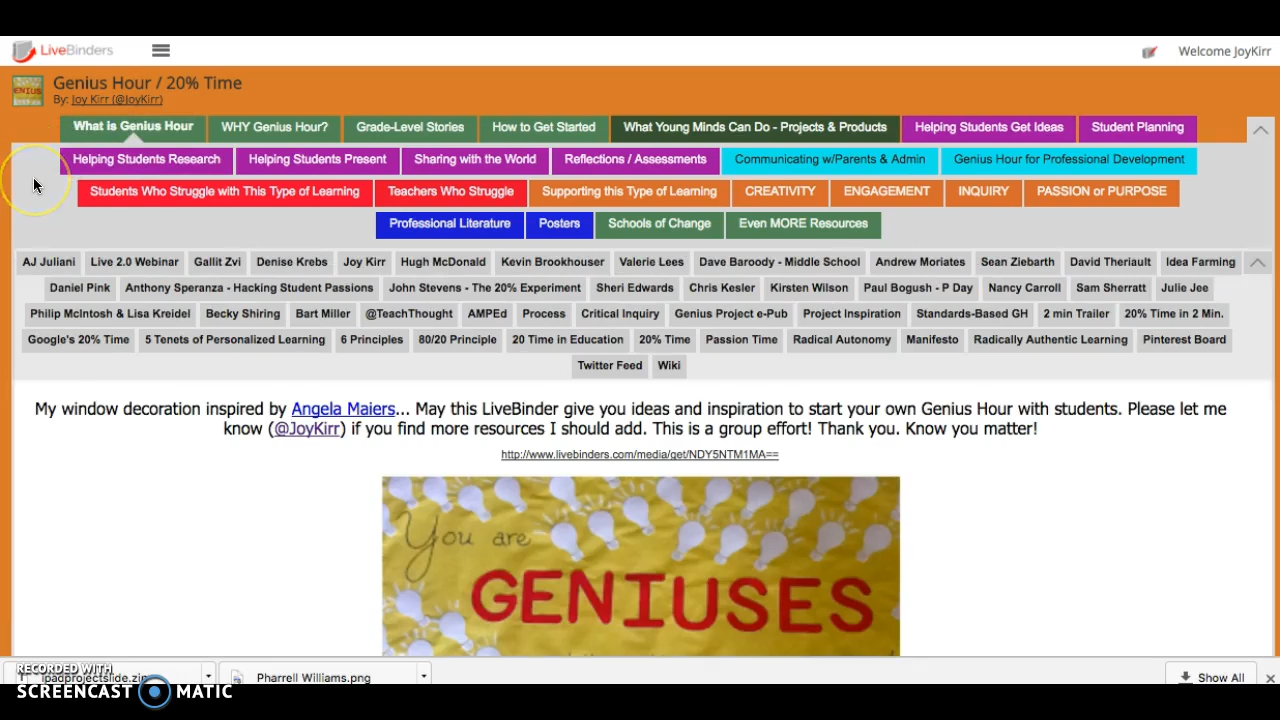 LiveBinders
Welcome JoyKirr
GENIUS
Genius Hour / 20% Time
By: Joy Kirr (@JoyKirr)
What is Genius Hour WHY Genius Hour? Grade-Level Stories How to Get Started What Young Minds Can Do - Projects & Products Helping Students Get Ideas Student Planning
Helping Students Research Helping Students Present Sharing with the World Reflections / Assessments Communicating w/Parents & Admin Genius Hour for Professional Development
Students Who Struggle with This Type of Learning Teachers Who Struggle Supporting this Type of Learning CREATIVITY ENGAGEMENT INQUIRY PASSION or PURPOSE
Professional Literature Posters Schools of Change Even MORE Resources
AJ Juliani Live 2.0 Webinar Gallit Zvi Denise Krebs Joy Kirr Hugh McDonald Kevin Brookhouser Valerie Lees Dave Baroody - Middle School Andrew Moriates Sean Ziebarth David Theriault Idea Farming
Daniel Pink Anthony Speranza - Hacking Student Passions John Stevens - The 20% Experiment Sheri Edwards Chris Kesler Kirsten Wilson Paul Bogush - P Day Nancy Carroll Sam Sherratt Julie Jee
Philip McIntosh & Lisa Kreidel Becky Shiring Bart Miller @TeachThought AMPEd Process Critical Inquiry Genius Project e-Pub Project Inspiration Standards-Based GH 2 min Trailer 20% Time in 2 Min.
Google's 20% Time 5 Tenets of Personalized Learning 6 Principles 80/20 Principle 20 Time in Education 20% Time Passion Time Radical Autonomy Manifesto Radically Authentic Learning Pinterest Board
Twitter Feed Wiki
My window decoration inspired by Angela Maiers... May this LiveBinder give you ideas and inspiration to start your own Genius Hour with students. Please let me
know (@JoyKirr) if you find more resources I should add. This is a group effort! Thank you. Know you matter!
http://www.livebinders.com/media/get/NDY5NTM1MA==
You are
GENIUSES
RECORDED WITH
ipadprojectslide.zip Pharrell Williams.png Show All
SCREENCAST MATIC